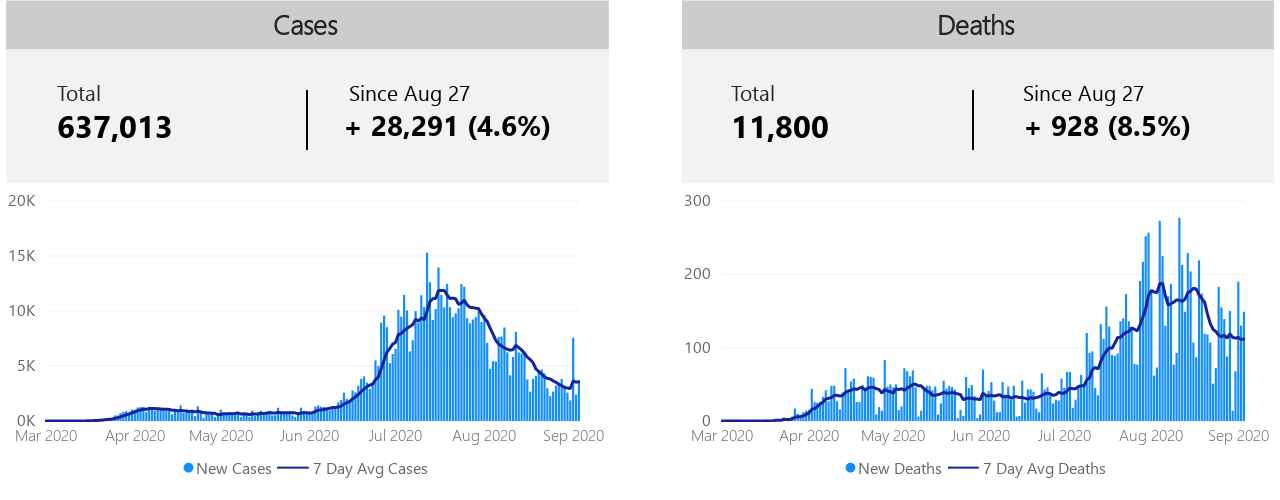 Cases
Total
637,013
Since Aug 27
+ 28,291 (4.6%)
20K
15K
10K
5K
0K
Mar 2020 Apr 2020 May 2020 Jun 2020 Jul 2020 Aug 2020 Sep 2020
New Cases 7 Day Avg Cases
Deaths
Total
11,800
Since Aug 27
+ 928 (8.5%)
300
200
100
0
Mar 2020 Apr 2020 May 2020 Jun 2020 Jul 2020 Aug 2020 Sep 2020
New Deaths 7 Day Avg Deaths